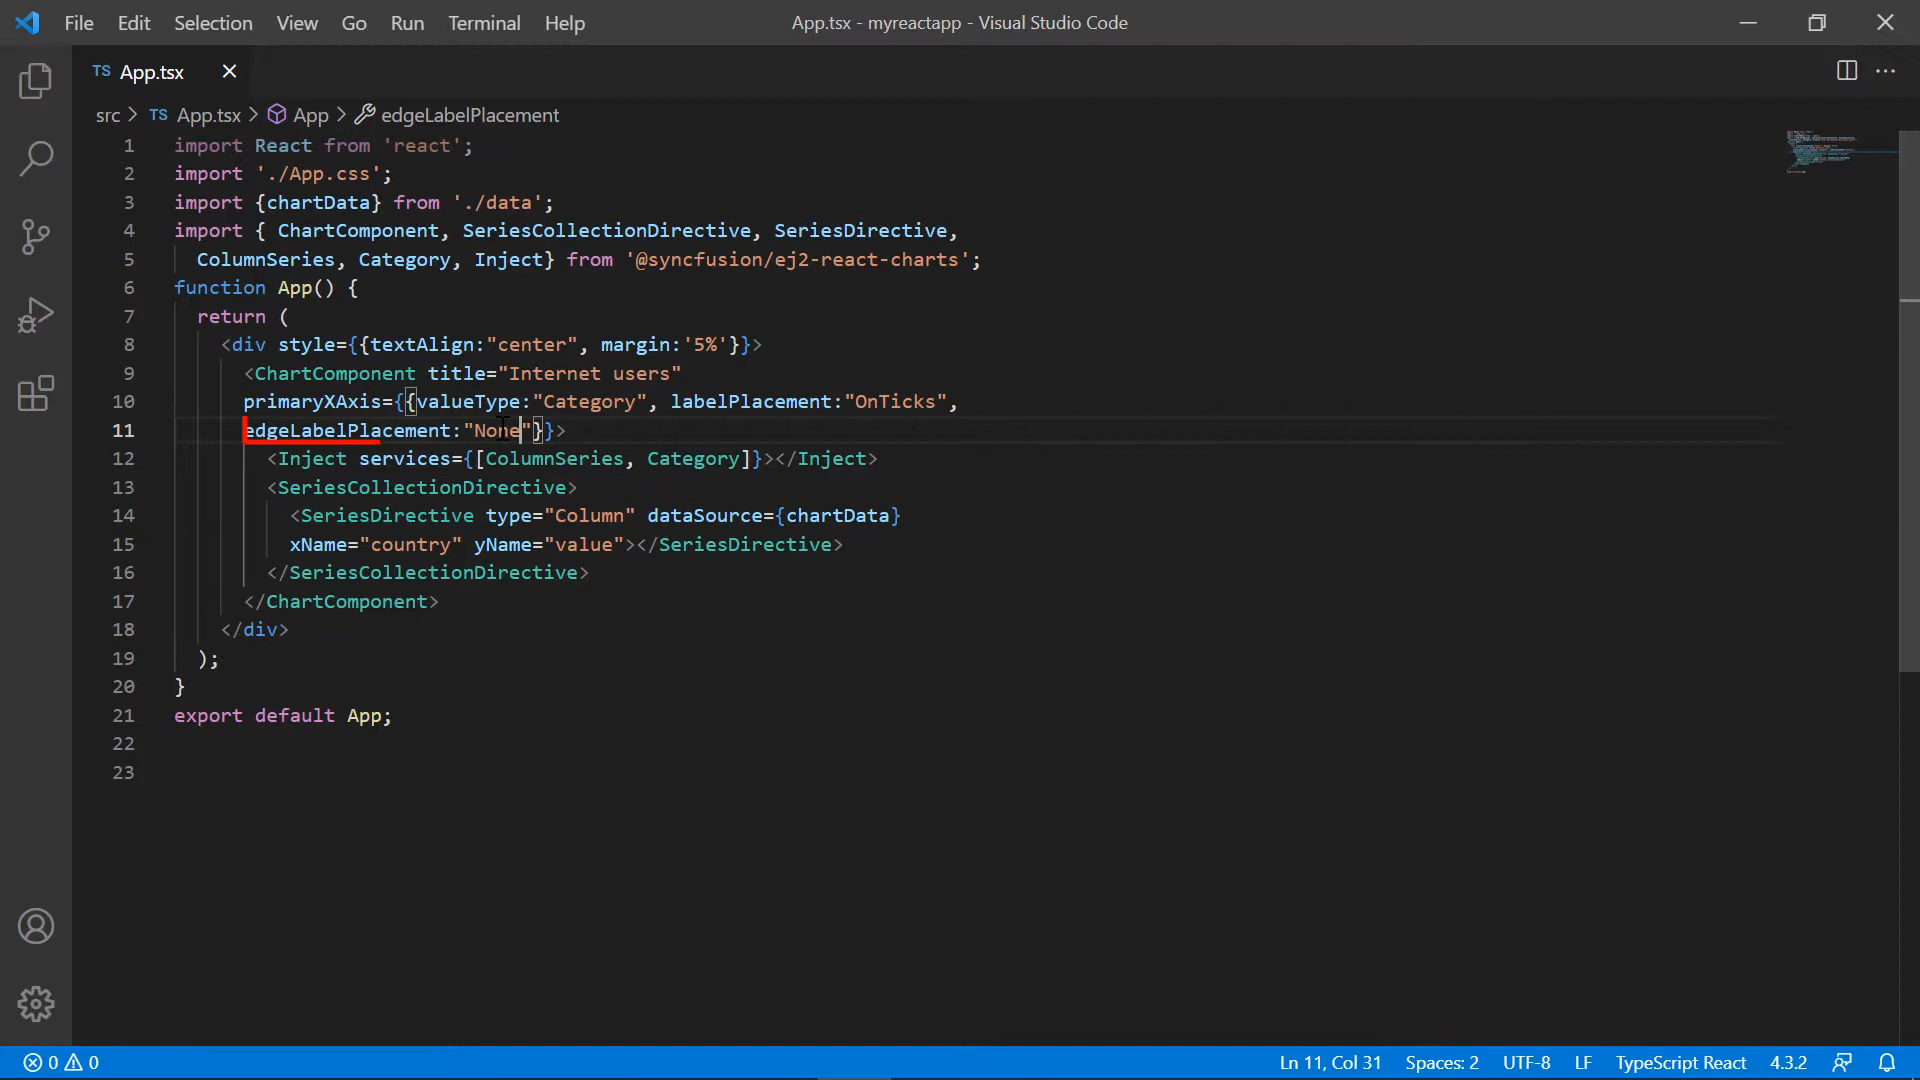 File Edit Selection View Go Run Terminal Help App.tsx - myreactapp - Visual Studio Code
TS App.tsx
src > TS App.tsx > App > edgeLabelPlacement
1 import React from 'react';
2 import './App.css';
3 import {chartData} from './data';
4 import { ChartComponent, SeriesCollectionDirective, SeriesDirective,
5 ColumnSeries, Category, Inject} from '@syncfusion/ej2-react-charts';
6 function App() {
7 return (
8 <div style={{textAlign:"center", margin:'5%'}}>
9 <ChartComponent title="Internet users"
10 primaryXAxis={{valueType:"Category", labelPlacement:"OnTicks",
11 edgeLabelPlacement:"None"}}>
12 <Inject services={[ColumnSeries, Category]}></Inject>
13 <SeriesCollectionDirective>
14 <SeriesDirective type="Column" dataSource={chartData}
15 xName="country" yName="value"></SeriesDirective>
16 </SeriesCollectionDirective>
17 </ChartComponent>
18 </div>
19 );
20 }
21 export default App;
22
23
0 0 Ln 11, Col 31 Spaces: 2 UTF-8 LF TypeScript React 4.3.2